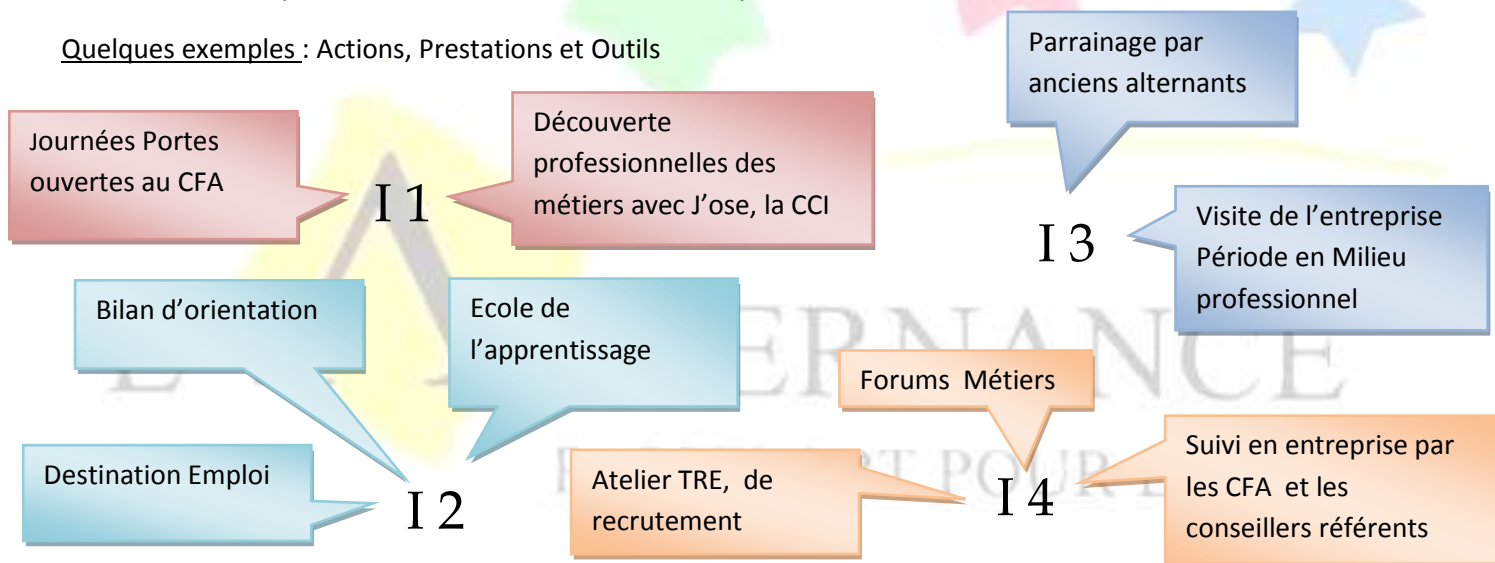 Quelques exemples : Actions, Prestations et Outils
Parrainage par
anciens alternants
Journées Portes
ouvertes au CFA
I 1
Découverte
professionnelles des
métiers avec J’ose, la CCI
I 3
Visite de l’entreprise
Période en Milieu
professionnel
Bilan d’orientation
Ecole de
l’apprentissage
Forums Métiers
Destination Emploi
I 2
Atelier TRE, de
recrutement
I 4
Suivi en entreprise par
les CFA et les
conseillers référents